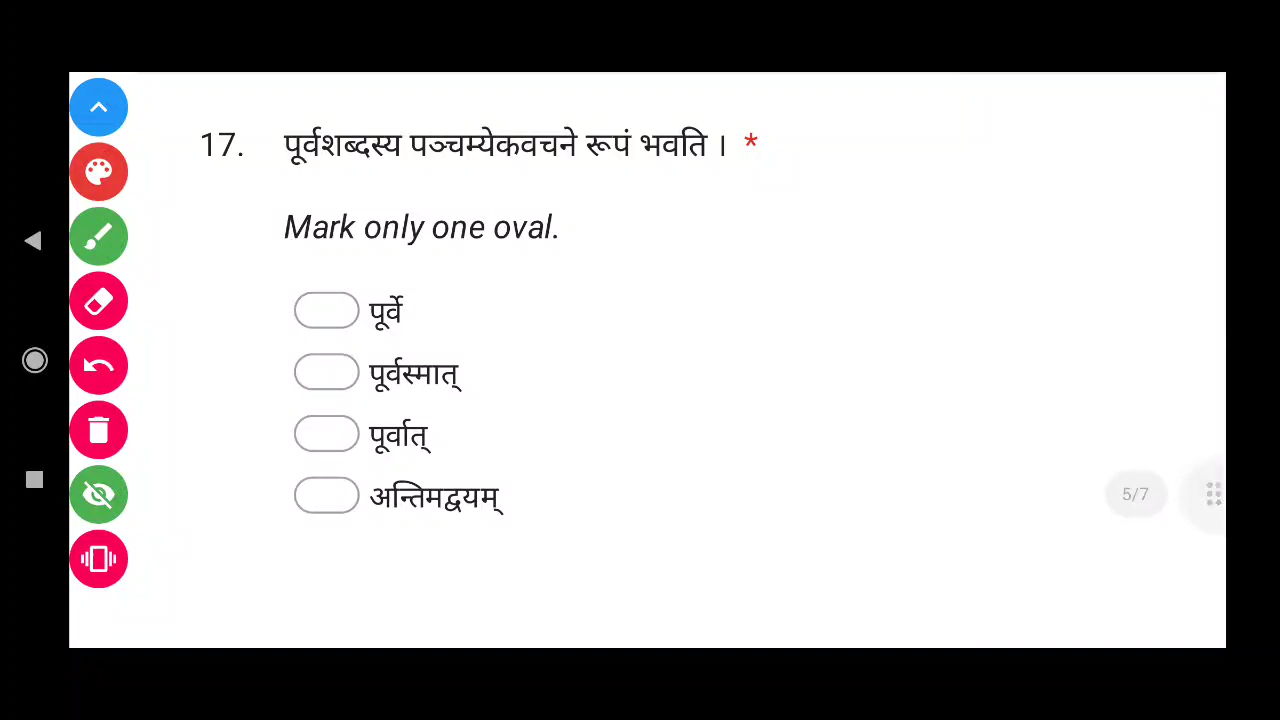 17. पूर्वशब्दस्य पञ्चम्येकवचने रूपं भवति । *
Mark only one oval.
पूर्वे
पूर्वस्मात्
पूर्वात्
अन्तिमद्वयम्
5/7